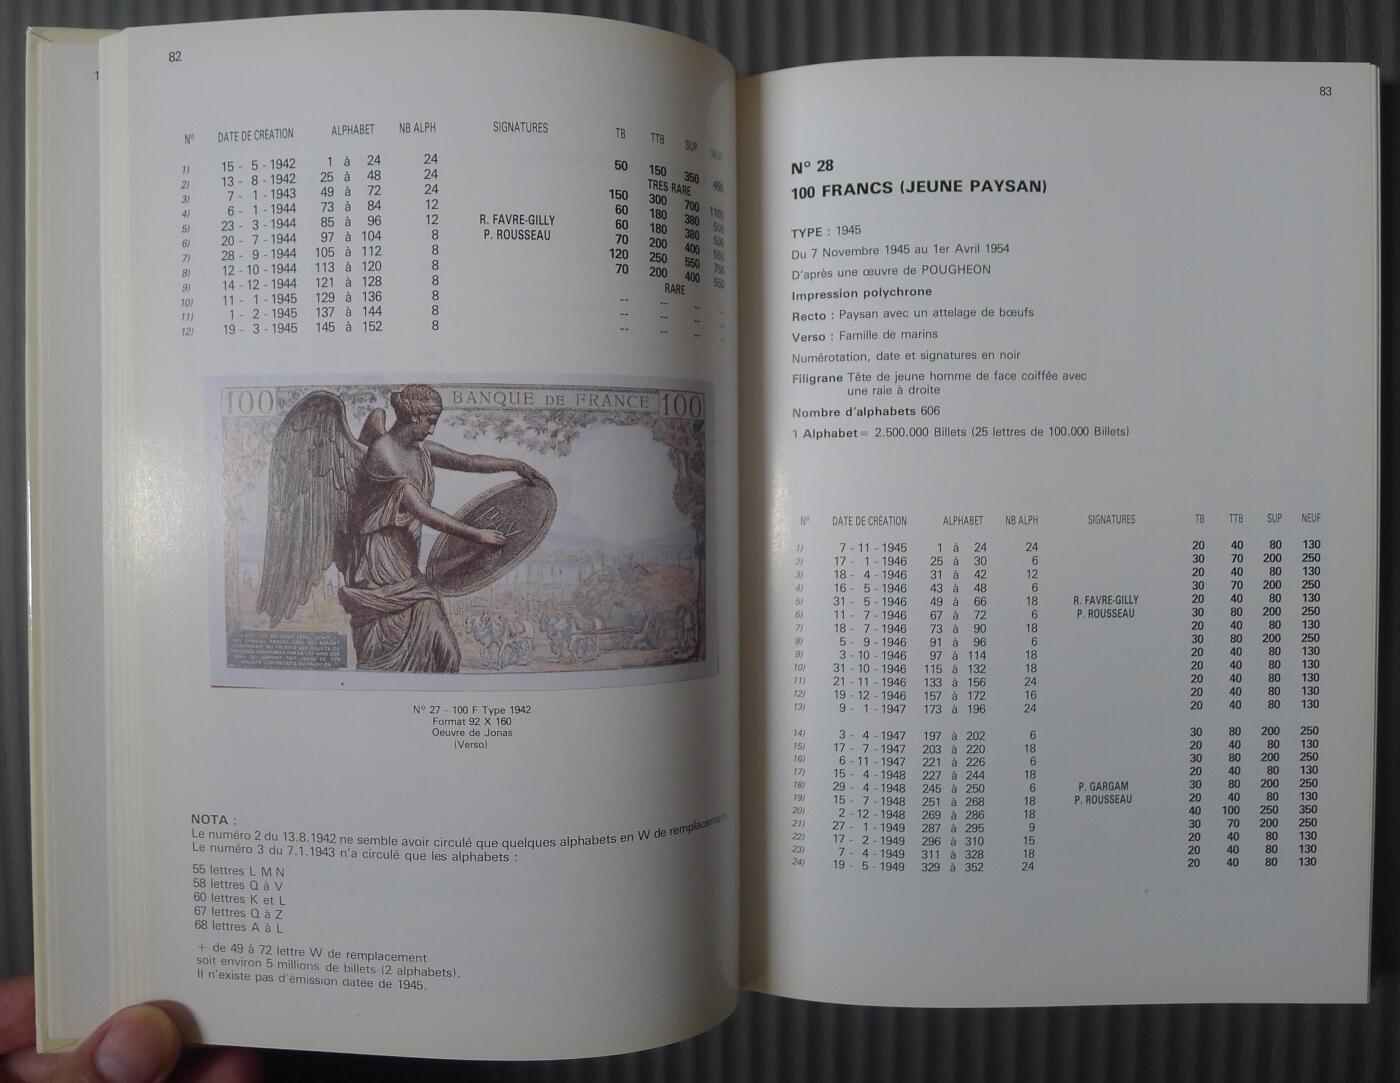 82
N° DATE DE CRÉATION ALPHABET NB ALPH SIGNATURES TB TTB SUP NEUF
1) 15 - 5 - 1942 1 à 24 24 50 150 350 450
2) 13 - 8 - 1942 25 à 48 24 TRES RARE
3) 7 - 1 - 1943 49 à 72 24 150 300 700 1100
4) 6 - 1 - 1944 73 à 84 12 60 180 380 500
5) 23 - 3 - 1944 85 à 96 12 R. FAVRE-GILLY 60 180 380 500
6) 20 - 7 - 1944 97 à 104 8 P. ROUSSEAU 70 200 400 550
7) 28 - 9 - 1944 105 à 112 8 120 250 550 750
8) 12 - 10 - 1944 113 à 120 8 70 200 400 550
9) 14 - 12 - 1944 121 à 128 8 RARE
10) 11 - 1 - 1945 129 à 136 8 -- -- -- --
11) 1 - 2 - 1945 137 à 144 8 -- -- -- --
12) 19 - 3 - 1945 145 à 152 8 -- -- -- --
100 BANQUE DE FRANCE 100
N° 27 - 100 F Type 1942
Format 92 X 160
Oeuvre de Jonas
(Verso)
NOTA :
Le numéro 2 du 13.8.1942 ne semble avoir circulé que quelques alphabets en W de remplacement.
Le numéro 3 du 7.1.1943 n'a circulé que les alphabets :
55 lettres L M N
58 lettres Q à V
60 lettres K et L
67 lettres Q à Z
68 lettres A à L
+ de 49 à 72 lettre W de remplacement
soit environ 5 millions de billets (2 alphabets).
Il n'existe pas d'émission datée de 1945.
83
N° 28
100 FRANCS (JEUNE PAYSAN)
TYPE : 1945
Du 7 Novembre 1945 au 1er Avril 1954
D'après une œuvre de POUGHEON
Impression polychrone
Recto : Paysan avec un attelage de bœufs
Verso : Famille de marins
Numérotation, date et signatures en noir
Filigrane Tête de jeune homme de face coiffée avec
une raie à droite
Nombre d'alphabets 606
1 Alphabet = 2.500.000 Billets (25 lettres de 100.000 Billets)
N° DATE DE CRÉATION ALPHABET NB ALPH SIGNATURES TB TTB SUP NEUF
1) 7 - 11 - 1945 1 à 24 24 20 40 80 130
2) 17 - 1 - 1946 25 à 30 6 30 70 200 250
3) 18 - 4 - 1946 31 à 42 12 20 40 80 130
4) 16 - 5 - 1946 43 à 48 6 30 70 200 250
5) 31 - 5 - 1946 49 à 66 18 R. FAVRE-GILLY 20 40 80 130
6) 11 - 7 - 1946 67 à 72 6 P. ROUSSEAU 30 80 200 250
7) 18 - 7 - 1946 73 à 90 18 20 40 80 130
8) 5 - 9 - 1946 91 à 96 6 30 80 200 250
9) 3 - 10 - 1946 97 à 114 18 20 40 80 130
10) 31 - 10 - 1946 115 à 132 18 20 40 80 130
11) 21 - 11 - 1946 133 à 156 24 20 40 80 130
12) 19 - 12 - 1946 157 à 172 16 20 40 80 130
13) 9 - 1 - 1947 173 à 196 24 20 40 80 130
14) 3 - 4 - 1947 197 à 202 6 30 80 200 250
15) 17 - 7 - 1947 203 à 220 18 20 40 80 130
16) 6 - 11 - 1947 221 à 226 6 30 80 200 250
17) 15 - 4 - 1948 227 à 244 18 20 40 80 130
18) 29 - 4 - 1948 245 à 250 6 P. GARGAM 30 80 200 250
19) 15 - 7 - 1948 251 à 268 18 P. ROUSSEAU 20 40 80 130
20) 2 - 12 - 1948 269 à 286 18 40 100 250 350
21) 27 - 1 - 1949 287 à 295 9 30 70 200 250
22) 17 - 2 - 1949 296 à 310 15 20 40 80 130
23) 7 - 4 - 1949 311 à 328 18 20 40 80 130
24) 19 - 5 - 1949 329 à 352 24 20 40 80 130